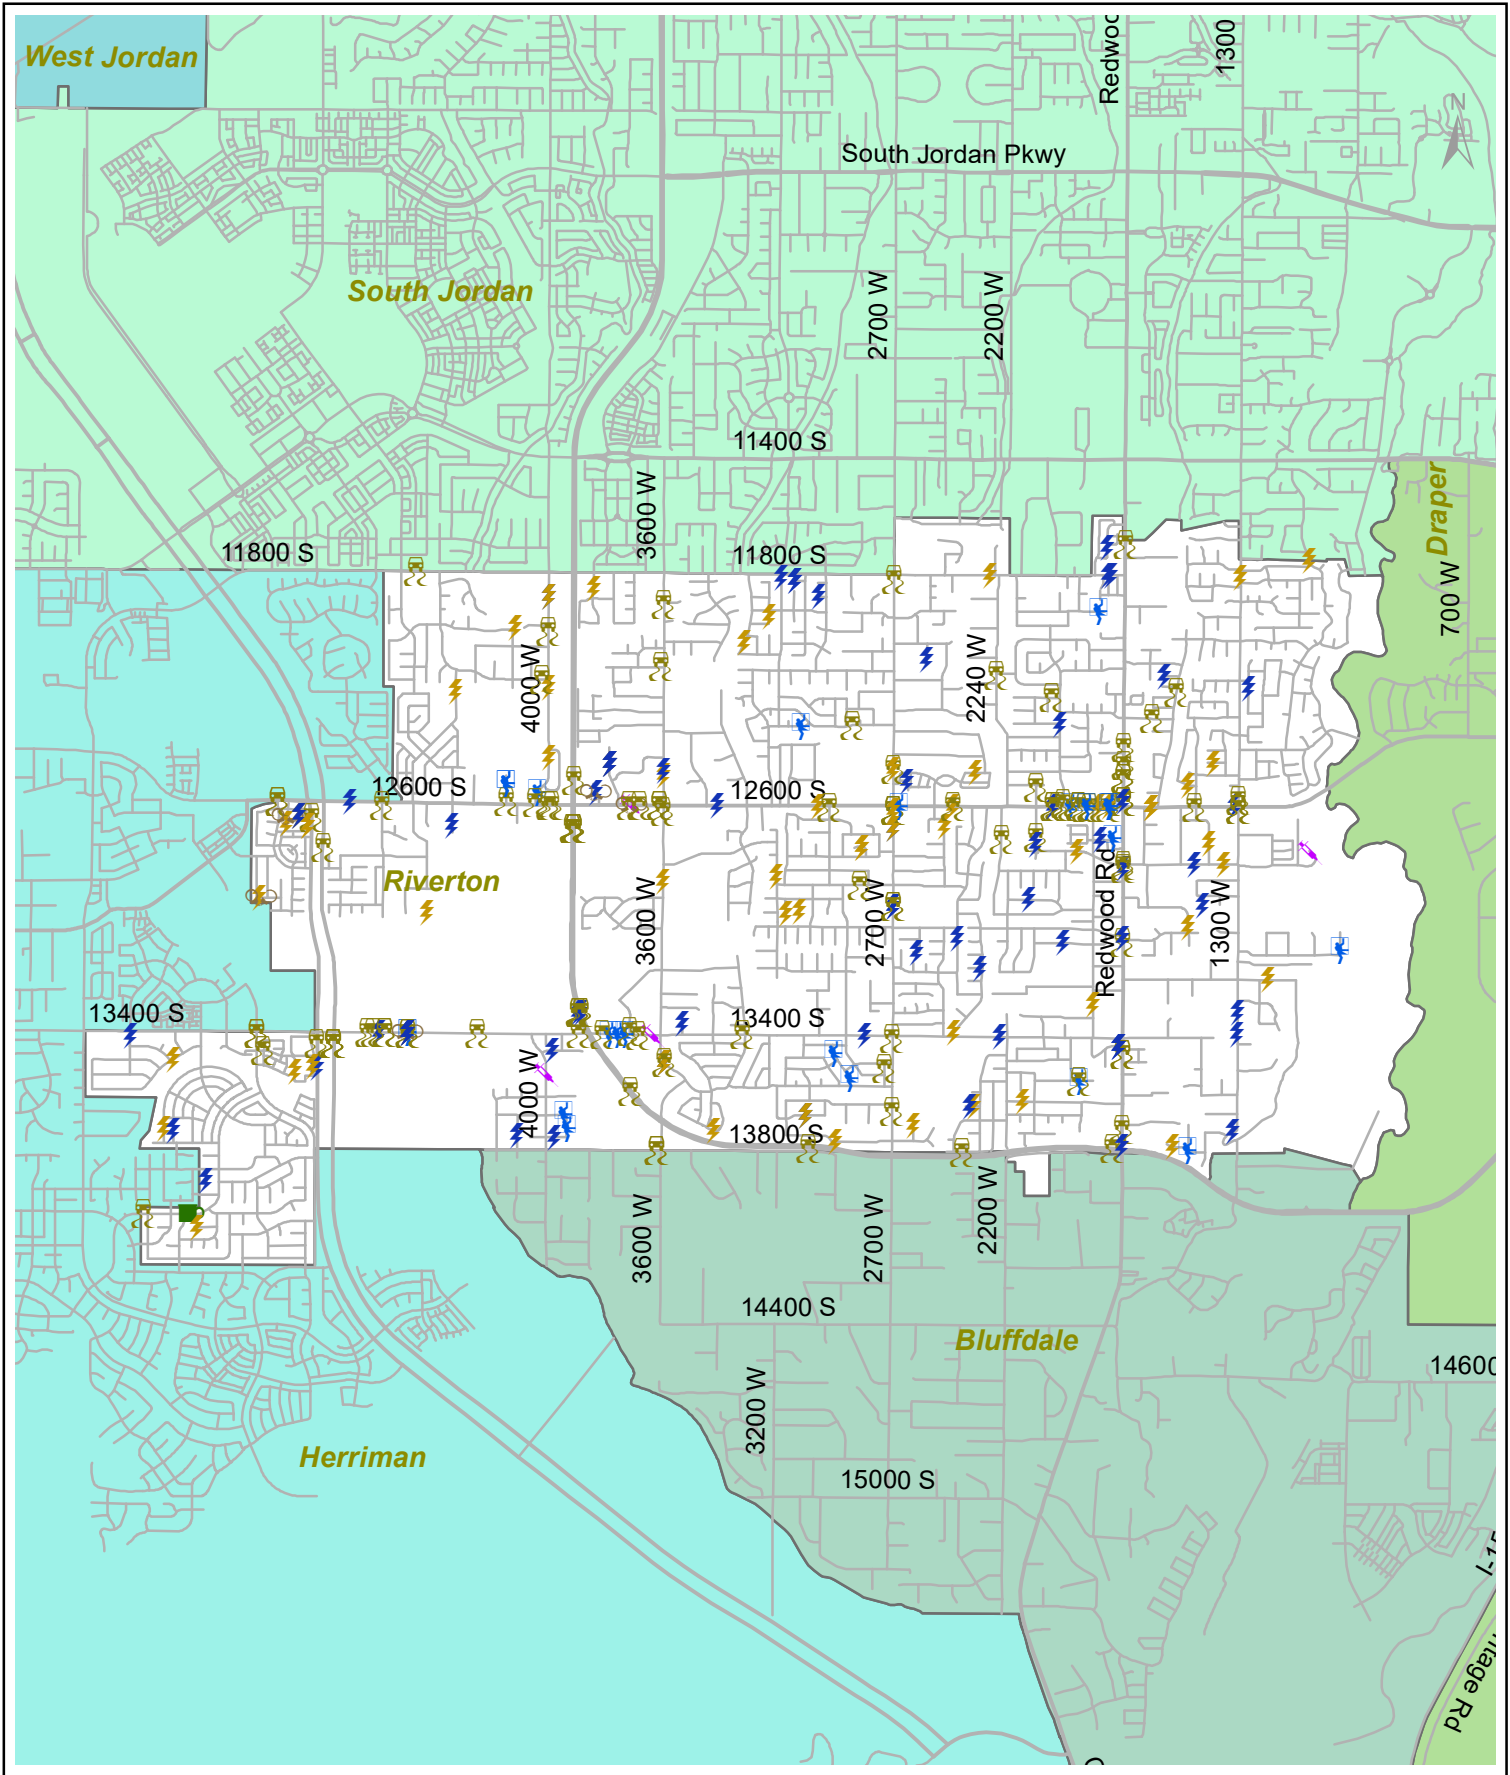 Redwoo
1300
West Jordan
N
South Jordan Pkwy
South Jordan
2700 W
2200 W
11400 S
3600 W
Draper
11800 S
11800 S
700 W
4000 W
2240 W
12600 S
12600 S
Riverton
3600 W
2700 W
Redwood Rd
1300 W
13400 S
13400 S
4000 W
13800 S
3600 W
2700 W
2200 W
14400 S
Bluffdale
14600
3200 W
Herriman
15000 S
I-15
ntage Rd